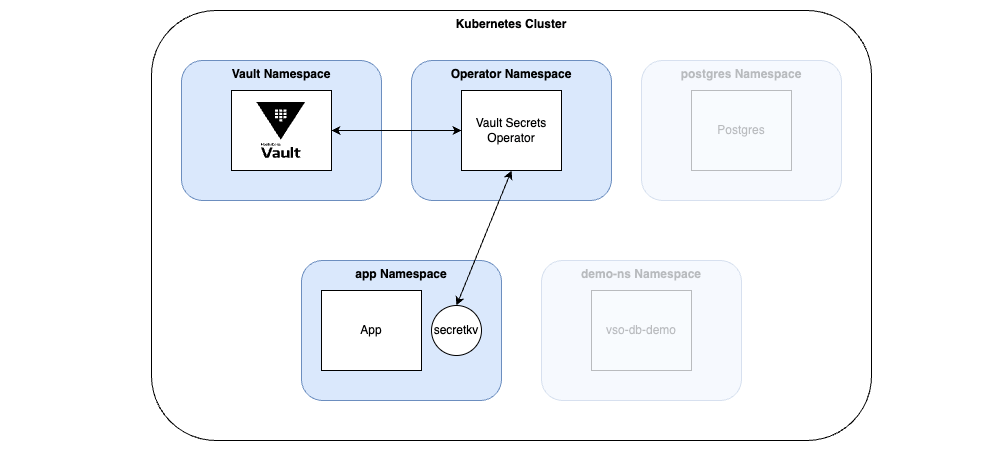 Kubernetes Cluster
Vault Namespace
Operator Namespace
postgres Namespace
HashiCorp
Vault
Vault Secrets
Operator
Postgres
app Namespace
demo-ns Namespace
App
secretkv
vso-db-demo